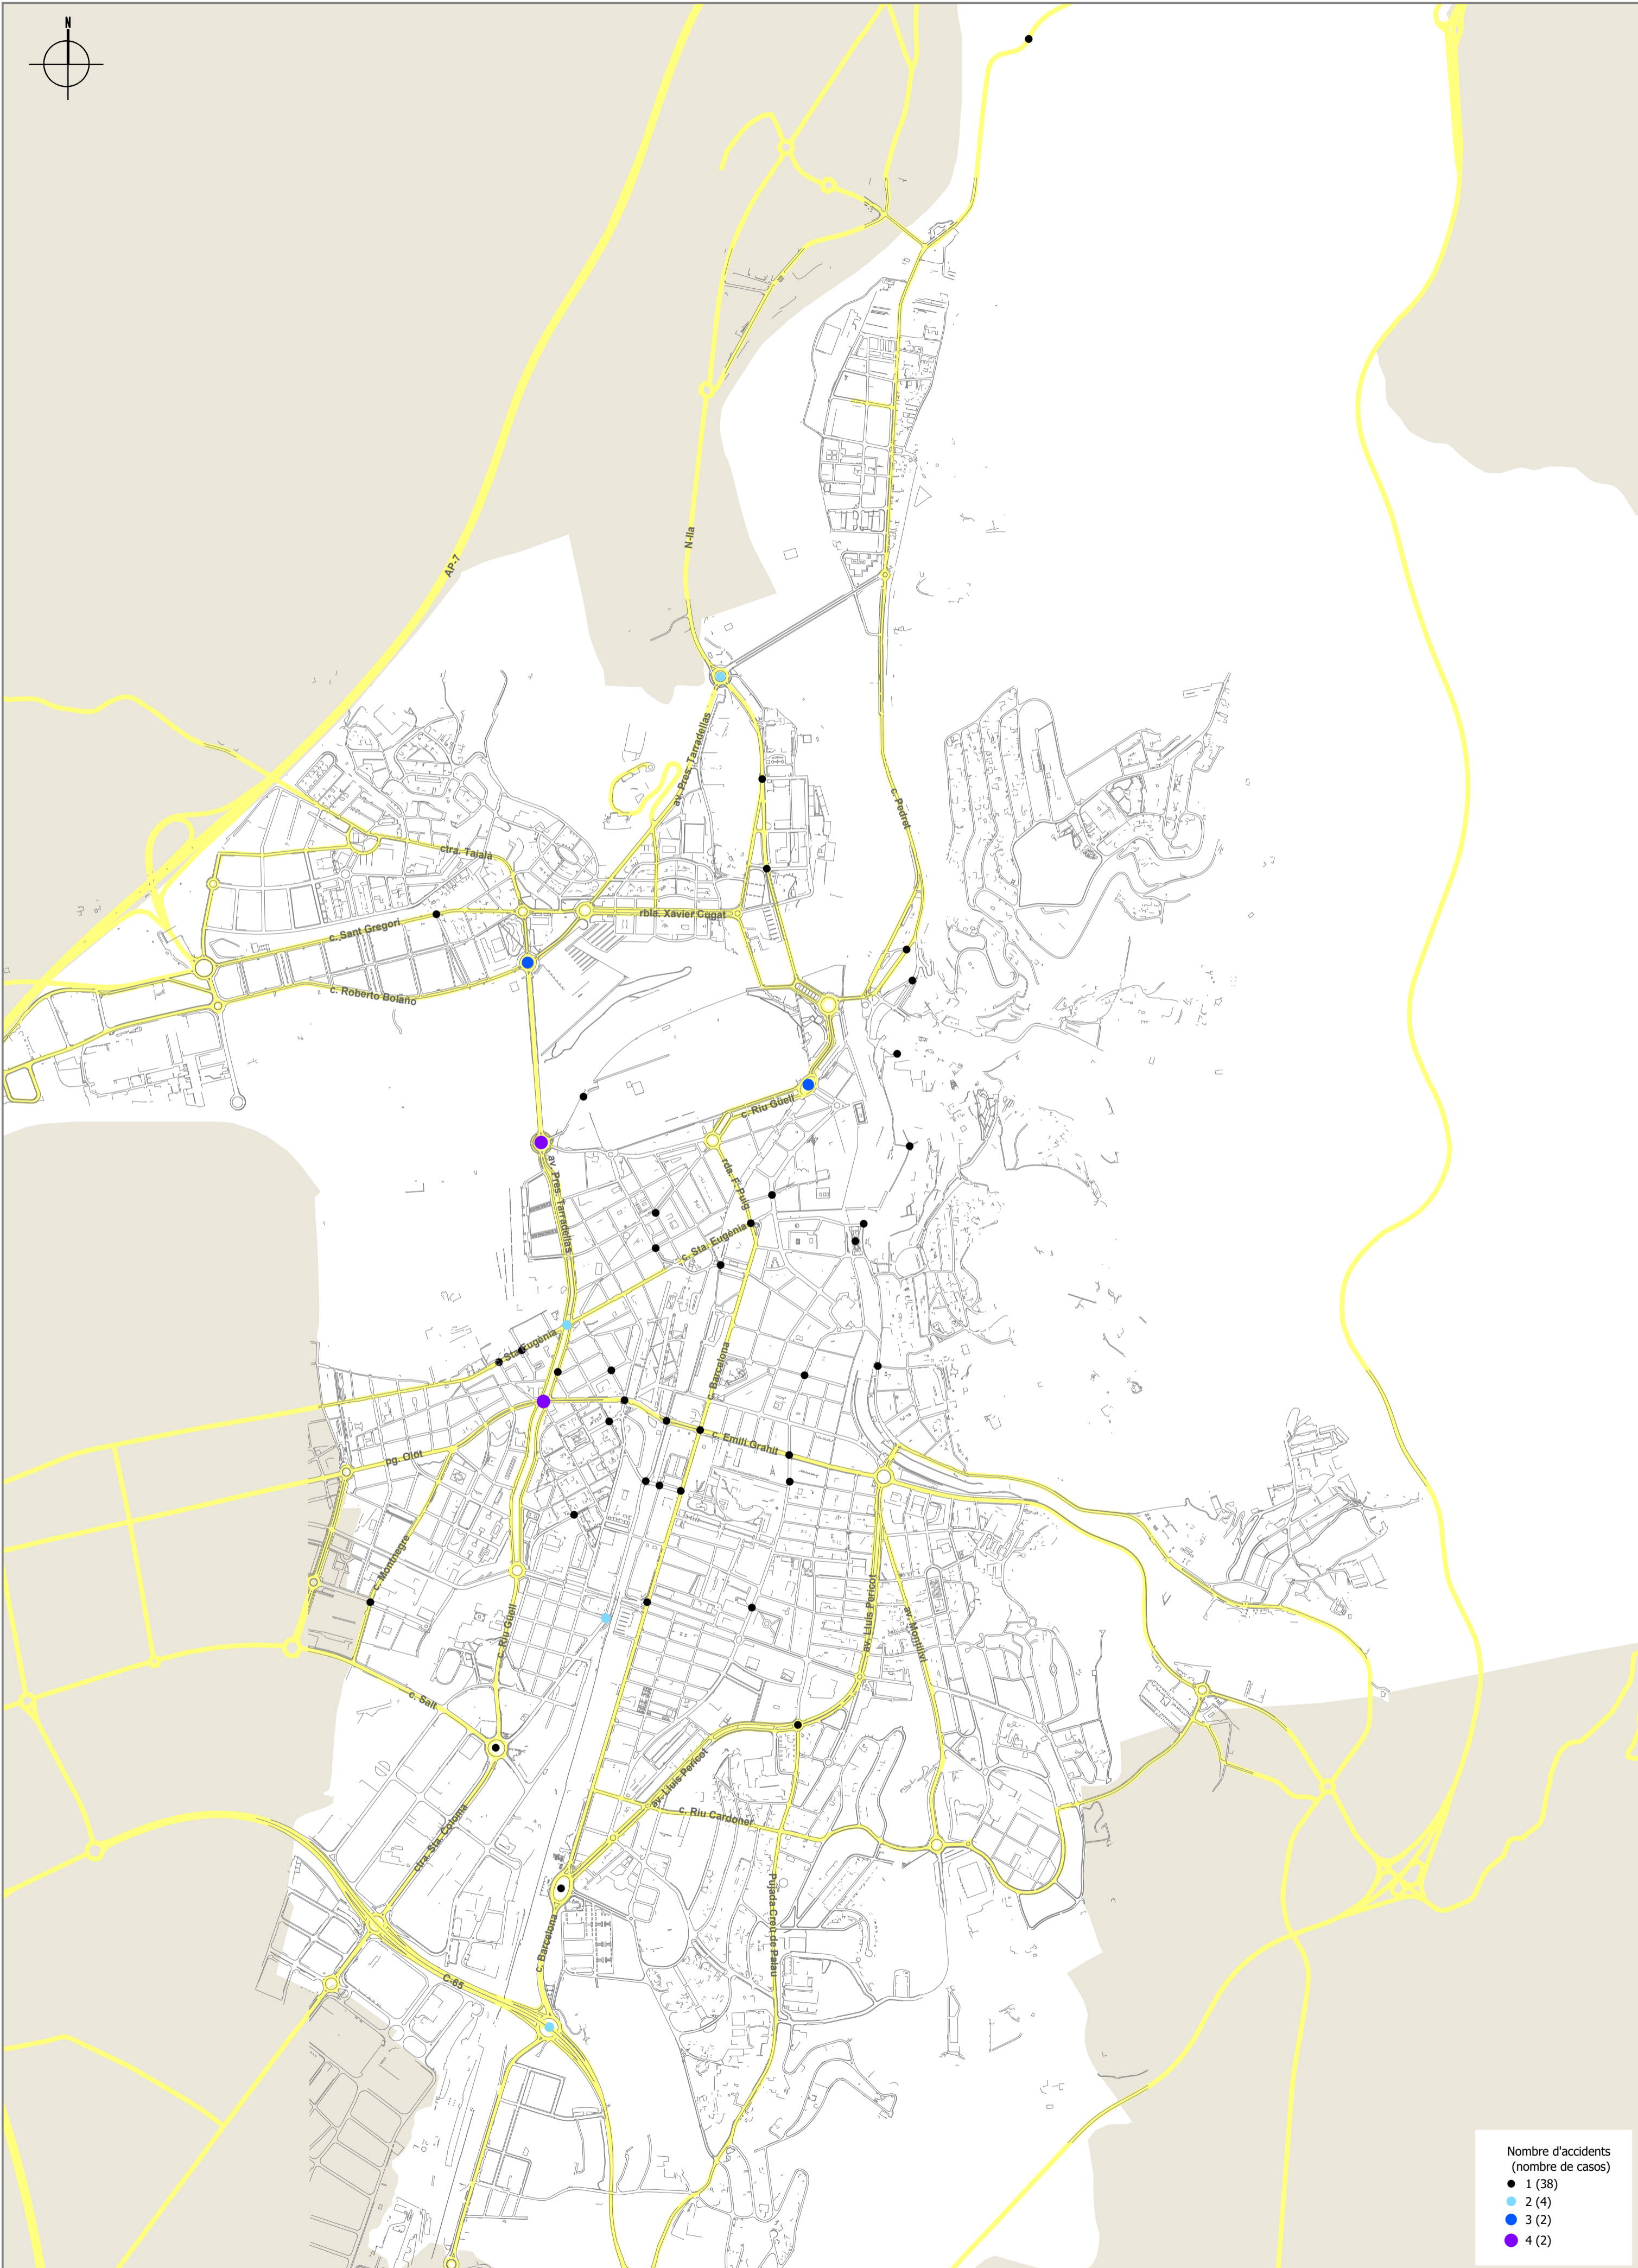 N
N-IIa
AP-7
av. Pres. Tarradellas
c. Pedret
ctra. Taialà
rbla. Xavier Cugat
c. Sant Gregori
c. Roberto Bolaño
c. Riu Güell
av. Pres. Tarradellas
rda. F. Puig
c. Sta. Eugènia
Sta. Eugènia
c. Barcelona
c. Emili Grahit
pg. Olot
c. Montnegre
c. Riu Güell
av. Lluís Pericot
av. Montilivi
c. Salt
av. Lluís Pericot
c. Riu Cardoner
ctra. Sta. Coloma
Pujada Creu de Palau
c. Barcelona
C-65
Nombre d'accidents
(nombre de casos)
1 (38)
2 (4)
3 (2)
4 (2)